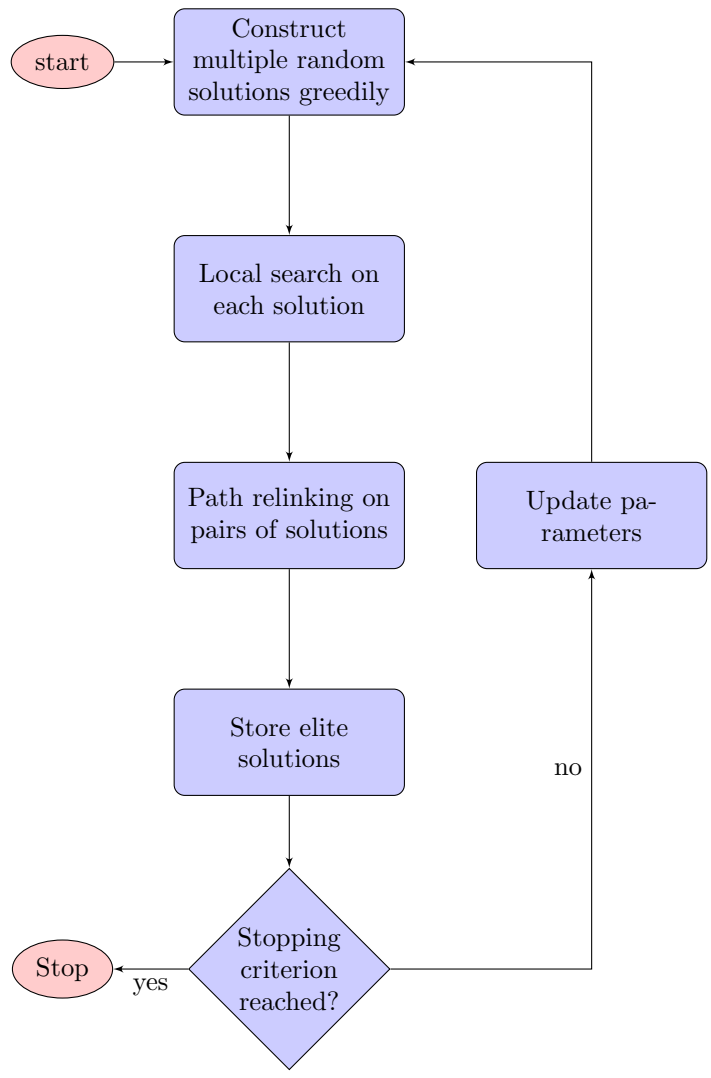 start
Construct
multiple random
solutions greedily
Local search on
each solution
Path relinking on
pairs of solutions
Update pa-
rameters
Store elite
solutions
no
Stopping
criterion
reached?
Stop
yes